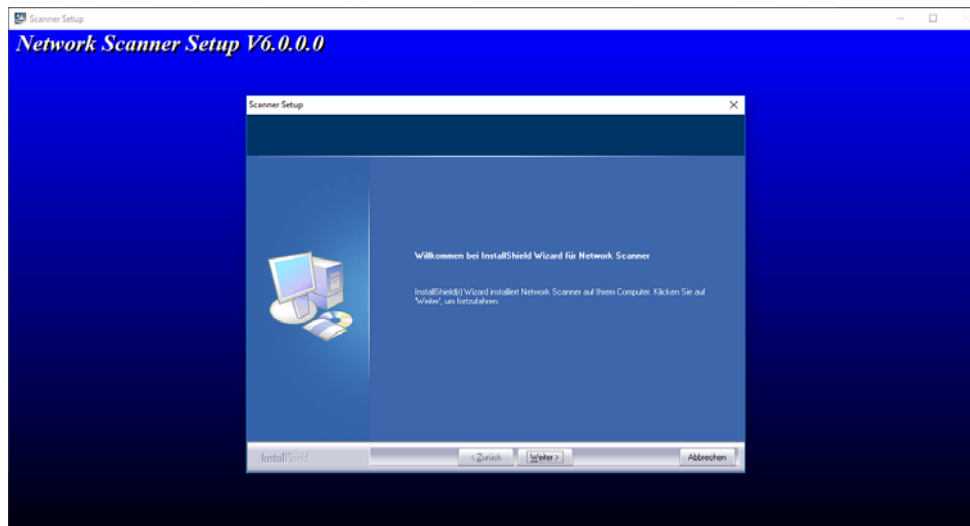 Scanner Setup
Network Scanner Setup V6.0.0.0
Scanner Setup
Willkommen bei InstallShield Wizard für Network Scanner
InstallShield(r) Wizard installiert Network Scanner auf Ihrem Computer. Klicken Sie auf
'Weiter', um fortzufahren.
InstallShield
< Zurück
Weiter >
Abbrechen